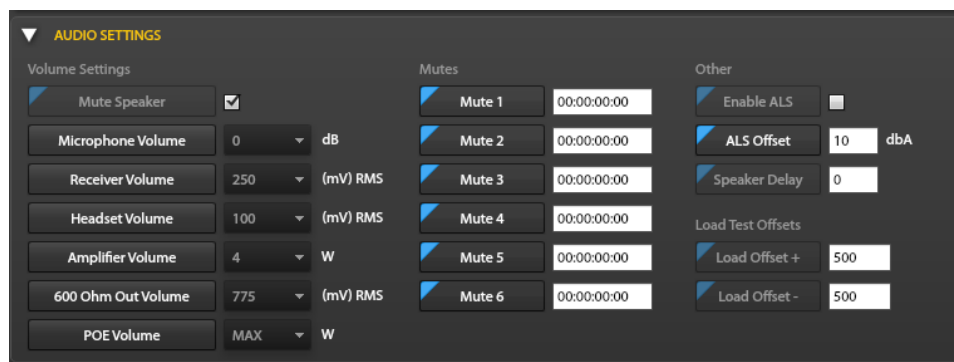 AUDIO SETTINGS
Volume Settings Mutes Other
Mute Speaker Mute 1 00:00:00:00 Enable ALS
Microphone Volume 0 dB Mute 2 00:00:00:00 ALS Offset 10 dbA
Receiver Volume 250 (mV) RMS Mute 3 00:00:00:00 Speaker Delay 0
Headset Volume 100 (mV) RMS Mute 4 00:00:00:00 Load Test Offsets
Amplifier Volume 4 W Mute 5 00:00:00:00 Load Offset + 500
600 Ohm Out Volume 775 (mV) RMS Mute 6 00:00:00:00 Load Offset - 500
POE Volume MAX W